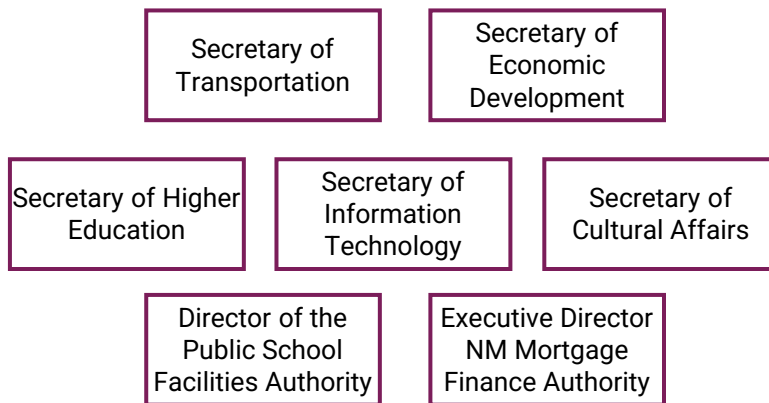 Secretary of
Transportation
Secretary of
Economic
Development
Secretary of Higher
Education
Secretary of
Information
Technology
Secretary of
Cultural Affairs
Director of the
Public School
Facilities Authority
Executive Director
NM Mortgage
Finance Authority